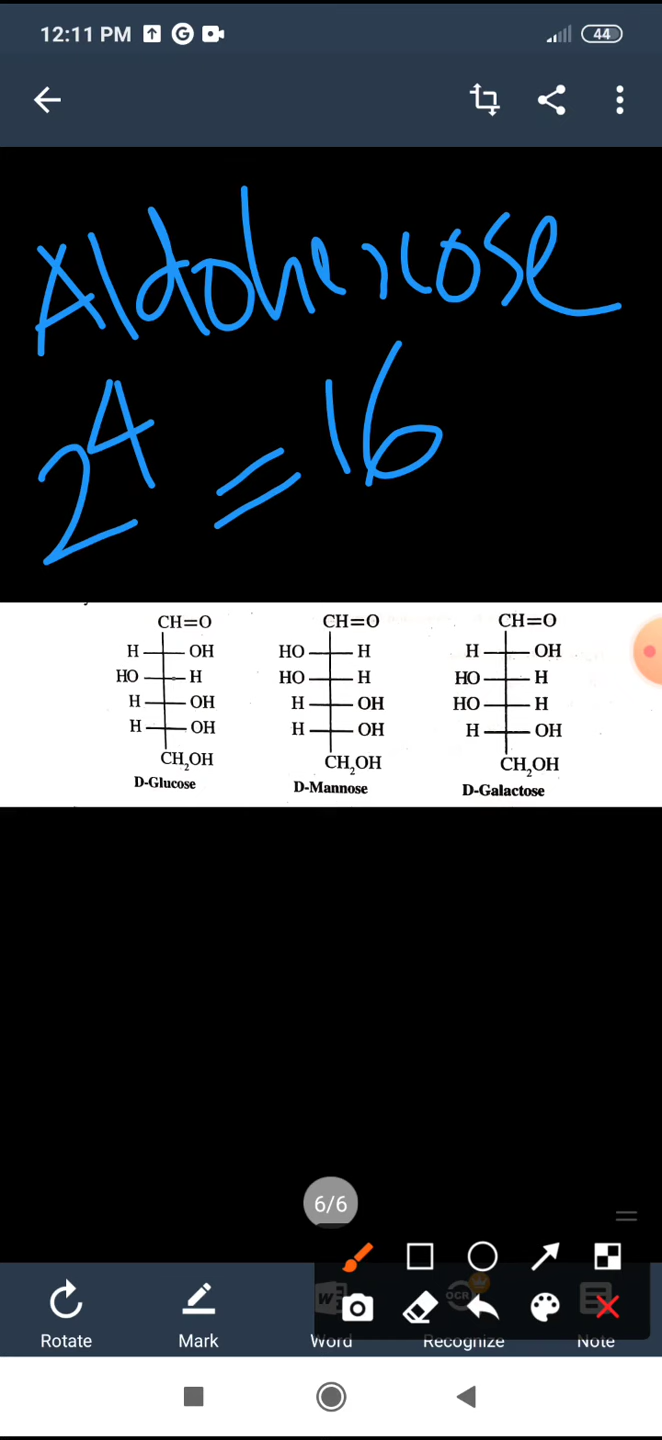 12:11 PM G 44
Aldohexose
2⁴ = 16
CH=O CH=O CH=O
H OH HO H H OH
HO H HO H HO H
H OH H OH HO H
H OH H OH H OH
CH₂OH CH₂OH CH₂OH
D-Glucose D-Mannose D-Galactose
6/6
W OCR
Rotate Mark Word Recognize Note